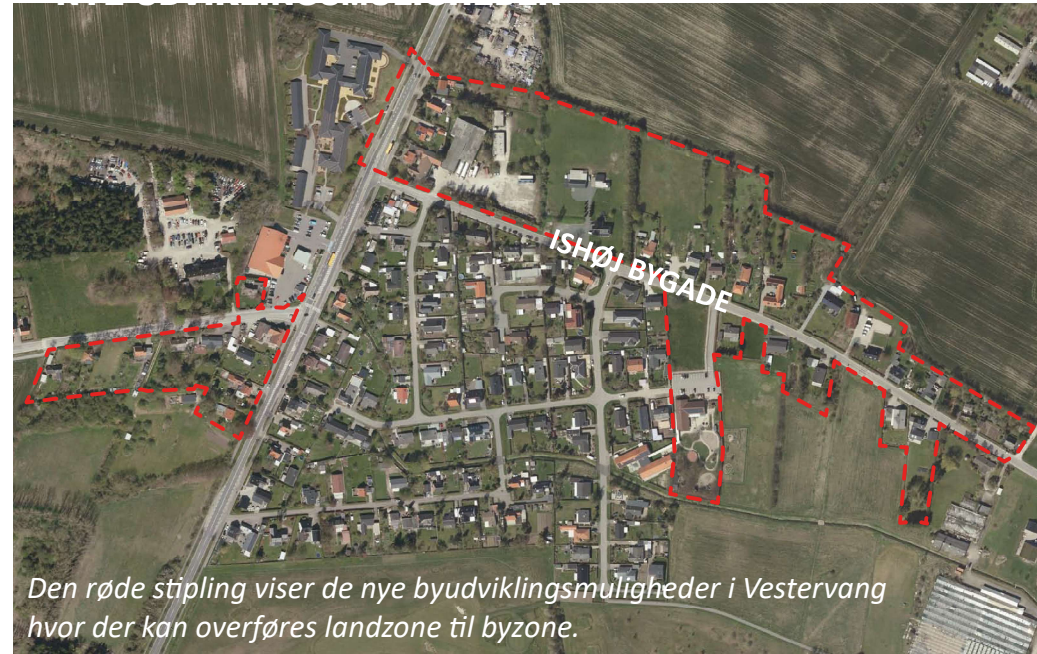 ISHØJ BYGADE
Den røde stipling viser de nye byudviklingsmuligheder i Vestervang
hvor der kan overføres landzone til byzone.